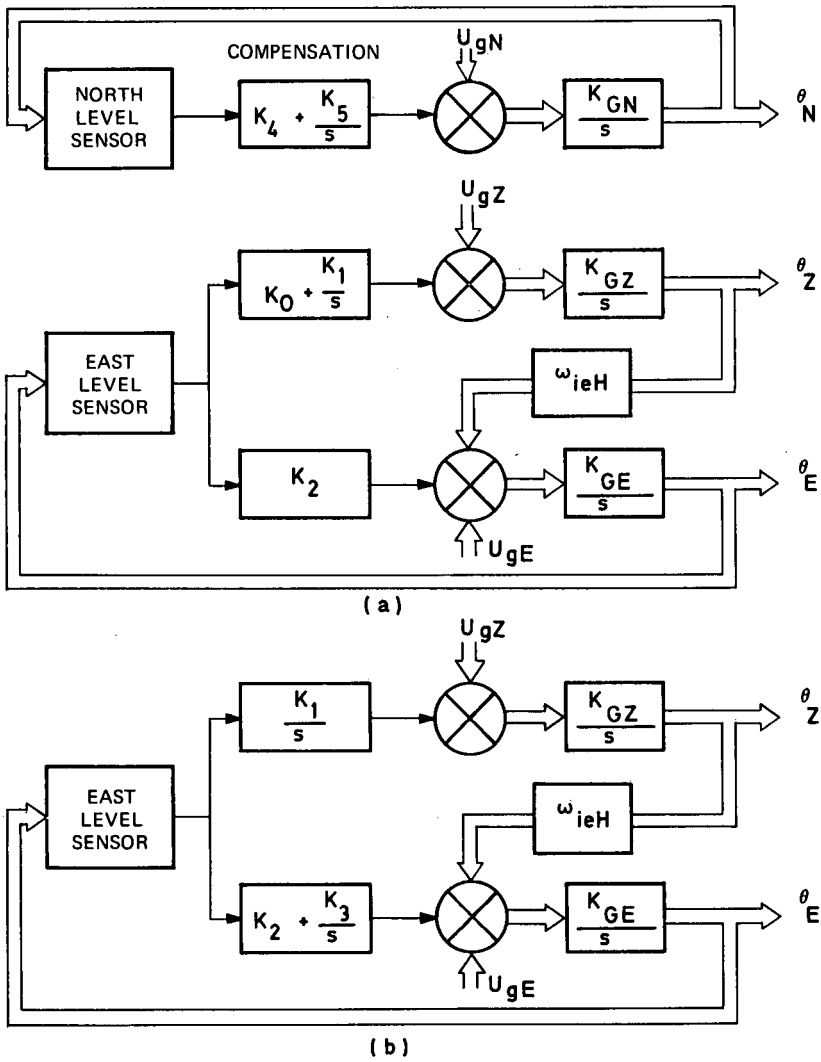 COMPENSATION
U_gN
NORTH
LEVEL
SENSOR
K_4 + K_5/s
K_GN/s
θ_N
U_gZ
K_0 + K_1/s
K_GZ/s
θ_Z
EAST
LEVEL
SENSOR
ω_ieH
K_2
K_GE/s
θ_E
U_gE
(a)
U_gZ
K_1/s
K_GZ/s
θ_Z
EAST
LEVEL
SENSOR
ω_ieH
K_2 + K_3/s
K_GE/s
θ_E
U_gE
(b)